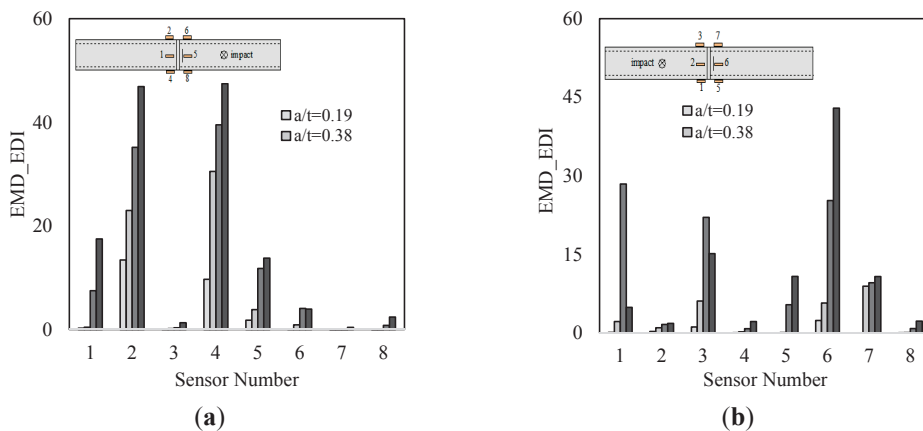 60
40
20
0
EMD_EDI
2 6
1 5
impact
4 8
a/t=0.19
a/t=0.38
1 2 3 4 5 6 7 8
Sensor Number
(a)
60
45
30
15
0
EMD_EDI
3 7
impact
2 6
1 5
a/t=0.19
a/t=0.38
1 2 3 4 5 6 7 8
Sensor Number
(b)